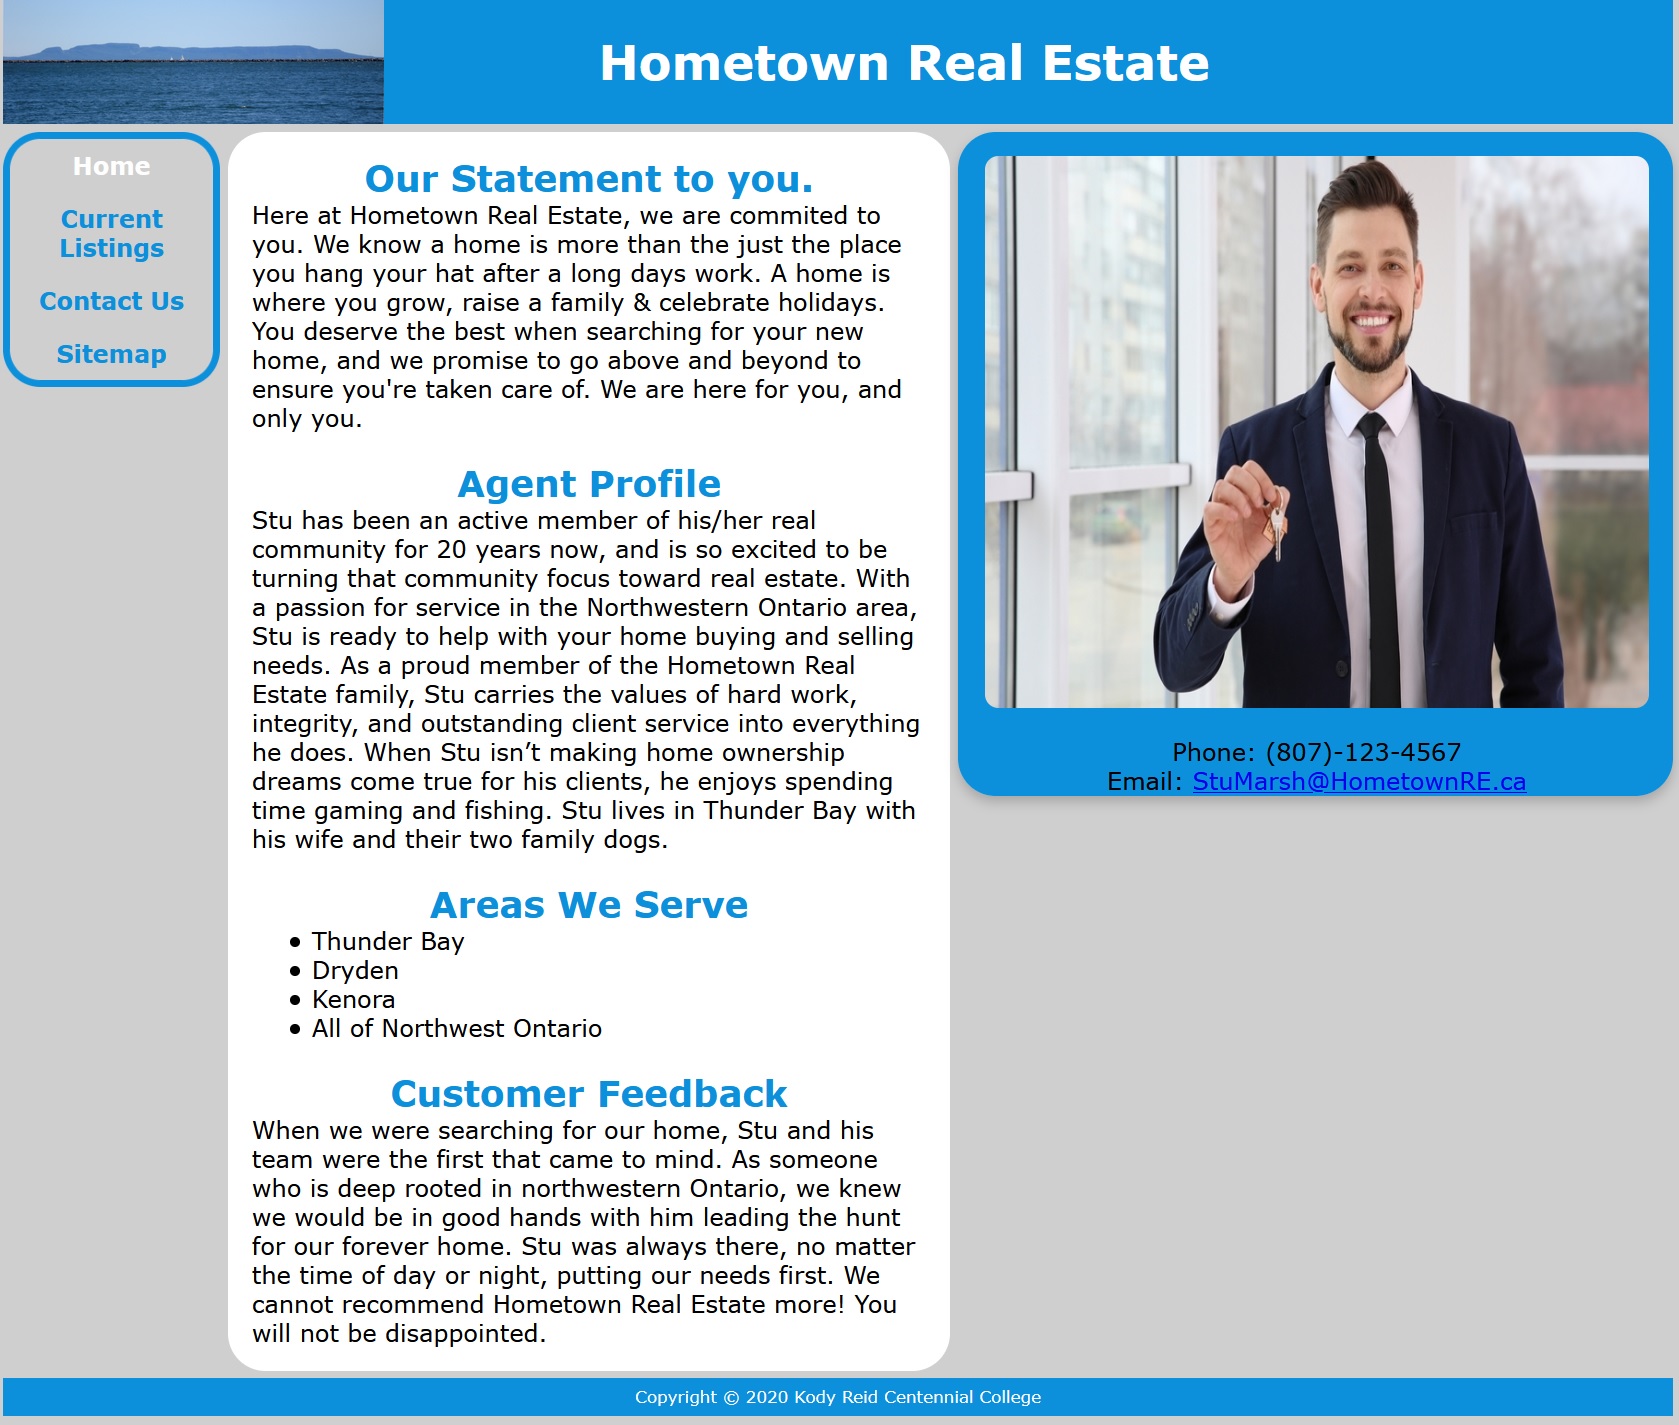 Hometown Real Estate
Home
Current
Listings
Contact Us
Sitemap
Our Statement to you.
Here at Hometown Real Estate, we are commited to
you. We know a home is more than the just the place
you hang your hat after a long days work. A home is
where you grow, raise a family & celebrate holidays.
You deserve the best when searching for your new
home, and we promise to go above and beyond to
ensure you're taken care of. We are here for you, and
only you.
Agent Profile
Stu has been an active member of his/her real
community for 20 years now, and is so excited to be
turning that community focus toward real estate. With
a passion for service in the Northwestern Ontario area,
Stu is ready to help with your home buying and selling
needs. As a proud member of the Hometown Real
Estate family, Stu carries the values of hard work,
integrity, and outstanding client service into everything
he does. When Stu isn’t making home ownership
dreams come true for his clients, he enjoys spending
time gaming and fishing. Stu lives in Thunder Bay with
his wife and their two family dogs.
Areas We Serve
• Thunder Bay
• Dryden
• Kenora
• All of Northwest Ontario
Customer Feedback
When we were searching for our home, Stu and his
team were the first that came to mind. As someone
who is deep rooted in northwestern Ontario, we knew
we would be in good hands with him leading the hunt
for our forever home. Stu was always there, no matter
the time of day or night, putting our needs first. We
cannot recommend Hometown Real Estate more! You
will not be disappointed.
Phone: (807)-123-4567
Email: StuMarsh@HometownRE.ca
Copyright © 2020 Kody Reid Centennial College